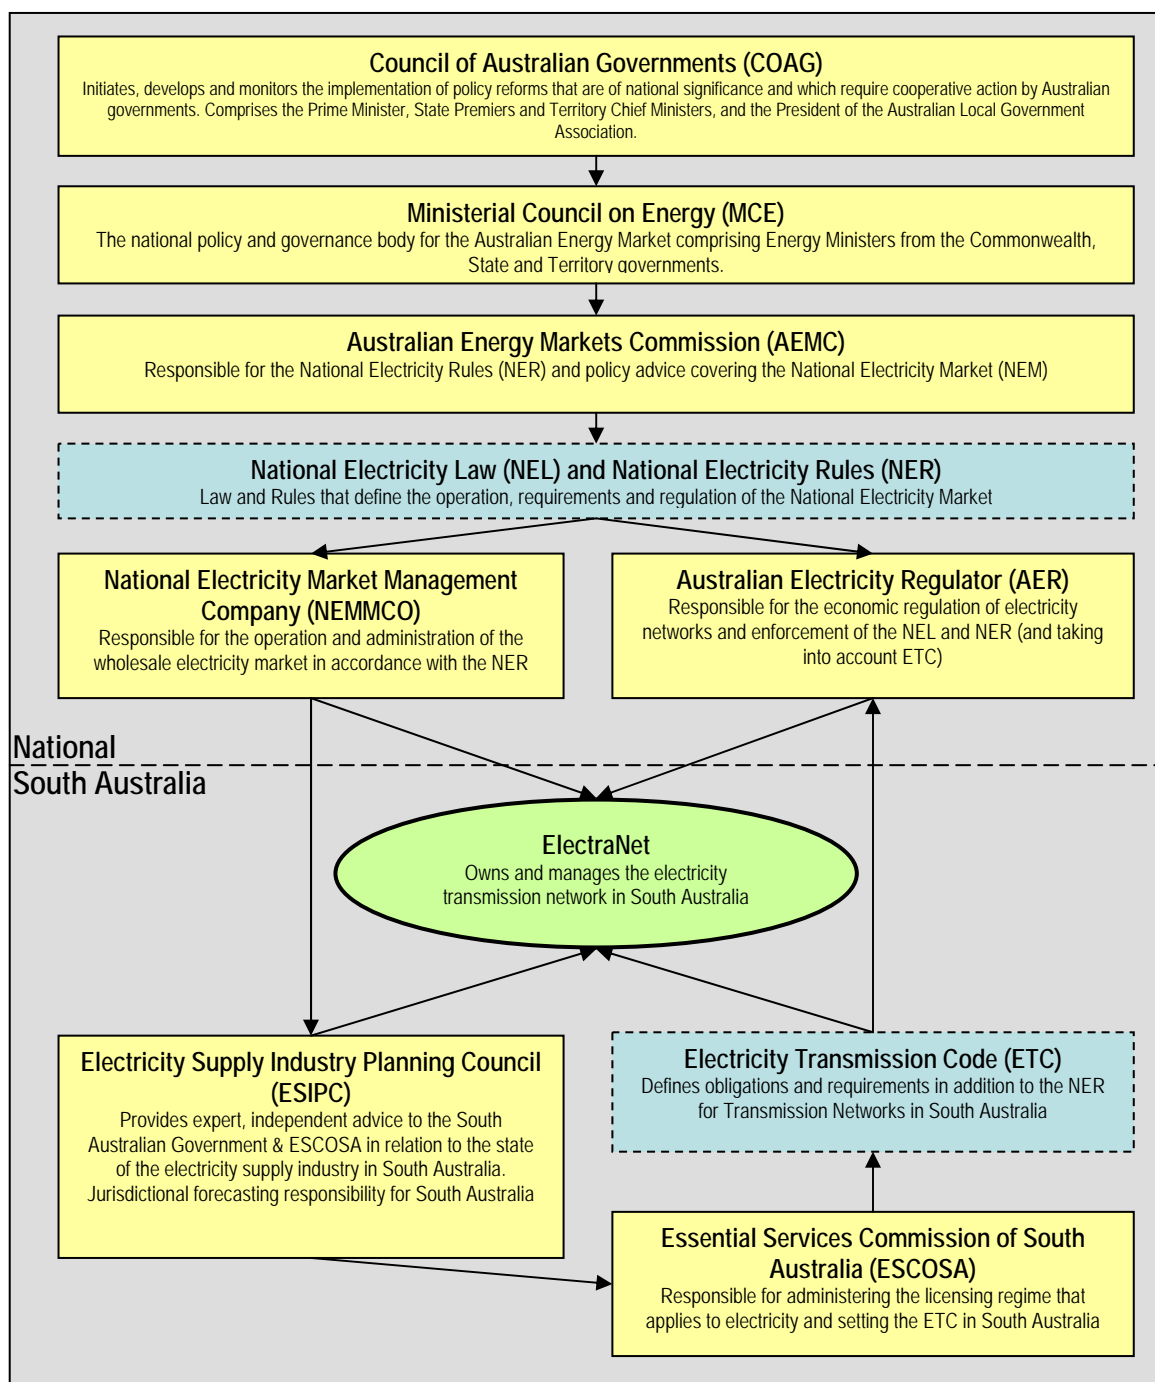 Council of Australian Governments (COAG)
Initiates, develops and monitors the implementation of policy reforms that are of national significance and which require cooperative action by Australian
governments. Comprises the Prime Minister, State Premiers and Territory Chief Ministers, and the President of the Australian Local Government
Association.
Ministerial Council on Energy (MCE)
The national policy and governance body for the Australian Energy Market comprising Energy Ministers from the Commonwealth,
State and Territory governments.
Australian Energy Markets Commission (AEMC)
Responsible for the National Electricity Rules (NER) and policy advice covering the National Electricity Market (NEM)
National Electricity Law (NEL) and National Electricity Rules (NER)
Law and Rules that define the operation, requirements and regulation of the National Electricity Market
National Electricity Market Management
Company (NEMMCO)
Responsible for the operation and administration of the
wholesale electricity market in accordance with the NER
Australian Electricity Regulator (AER)
Responsible for the economic regulation of electricity
networks and enforcement of the NEL and NER (and taking
into account ETC)
National
South Australia
ElectraNet
Owns and manages the electricity
transmission network in South Australia
Electricity Supply Industry Planning Council
(ESIPC)
Provides expert, independent advice to the South
Australian Government & ESCOSA in relation to the state
of the electricity supply industry in South Australia.
Jurisdictional forecasting responsibility for South Australia
Electricity Transmission Code (ETC)
Defines obligations and requirements in addition to the NER
for Transmission Networks in South Australia
Essential Services Commission of South
Australia (ESCOSA)
Responsible for administering the licensing regime that
applies to electricity and setting the ETC in South Australia